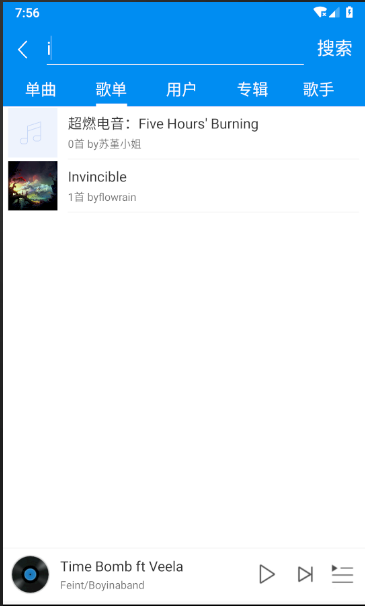 7:56
i
搜索
单曲 歌单 用户 专辑 歌手
超燃电音：Five Hours' Burning
0首 by苏堇小姐
Invincible
1首 byflowrain
Time Bomb ft Veela
Feint/Boyinaband